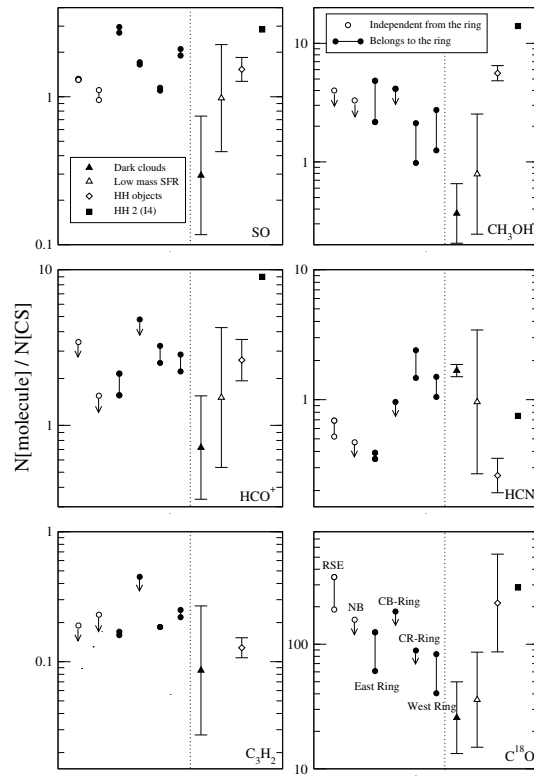 1
0.1
SO
Dark clouds
Low mass SFR
HH objects
HH 2 (I4)
10
1
CH₃OH
Independent from the ring
Belongs to the ring
N[molecule] / N[CS]
10
1
HCO⁺
1
HCN
1
0.1
C₃H₂
100
10
RSE
NB
East Ring
CB-Ring
CR-Ring
West Ring
C¹⁸O